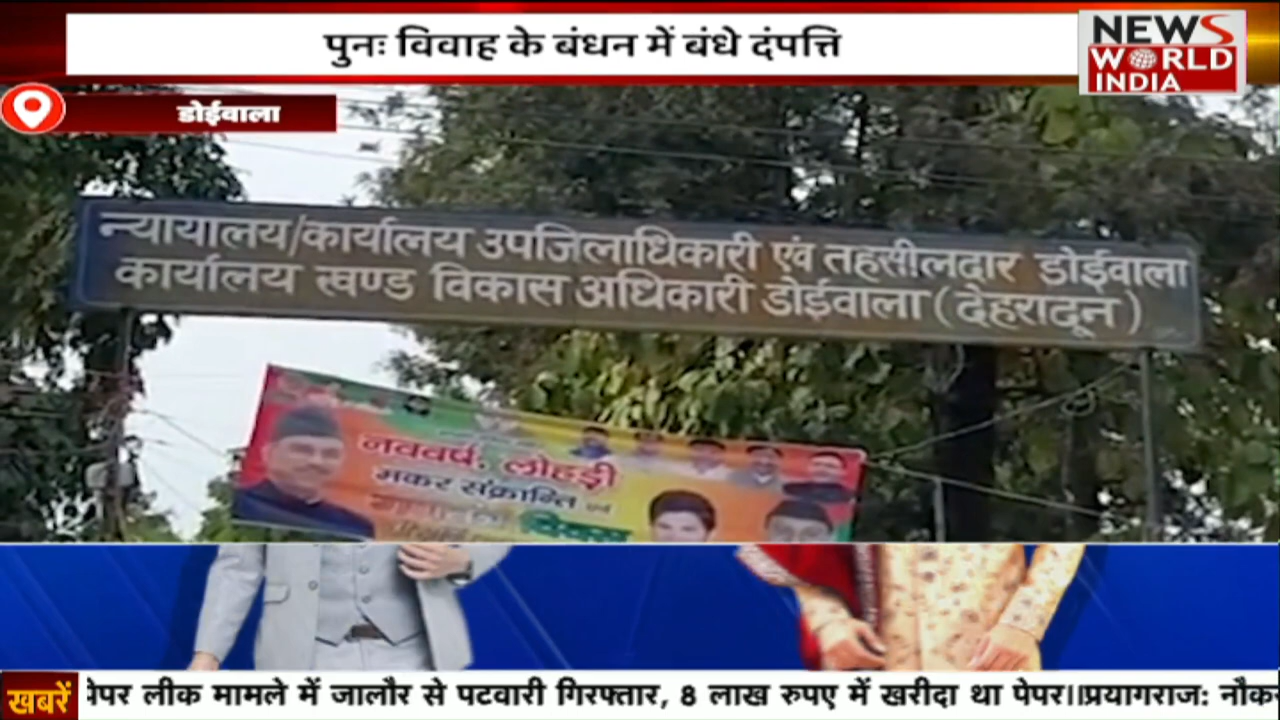 पुनः विवाह के बंधन में बंधे दंपत्ति
NEWS
WORLD
INDIA
डोईवाला
न्यायालय/कार्यालय उपजिलाधिकारी एंव तहसीलदार डोईवाला
कार्यालय खण्ड विकास अधिकारी डोईवाला (देहरादून)
नववर्ष, लोहड़ी
मकर संक्रान्ति एवं
खबरें
पेपर लीक मामले में जालौर से पटवारी गिरफ्तार, 8 लाख रुपए में खरीदा था पेपर।।प्रयागराज: